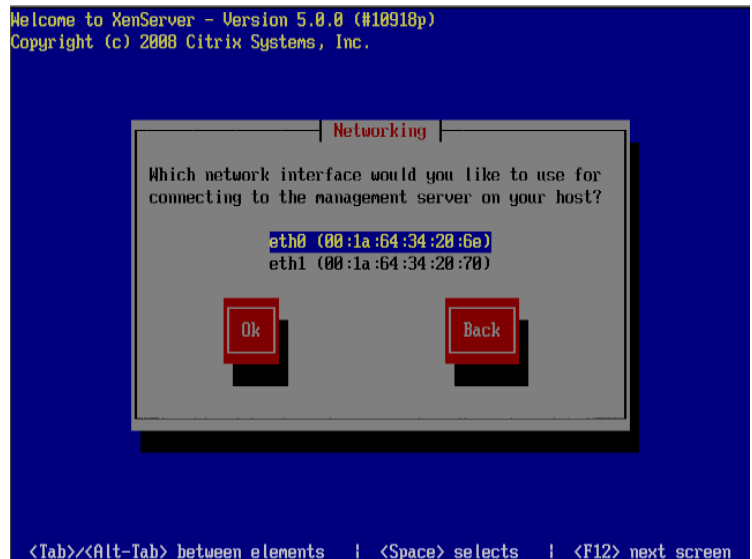 Welcome to XenServer - Version 5.0.0 (#10918p)
Copyright (c) 2008 Citrix Systems, Inc.
Networking
Which network interface would you like to use for
connecting to the management server on your host?
eth0 (00:1a:64:34:20:6e)
eth1 (00:1a:64:34:20:70)
Ok Back
<Tab>/<Alt-Tab> between elements | <Space> selects | <F12> next screen